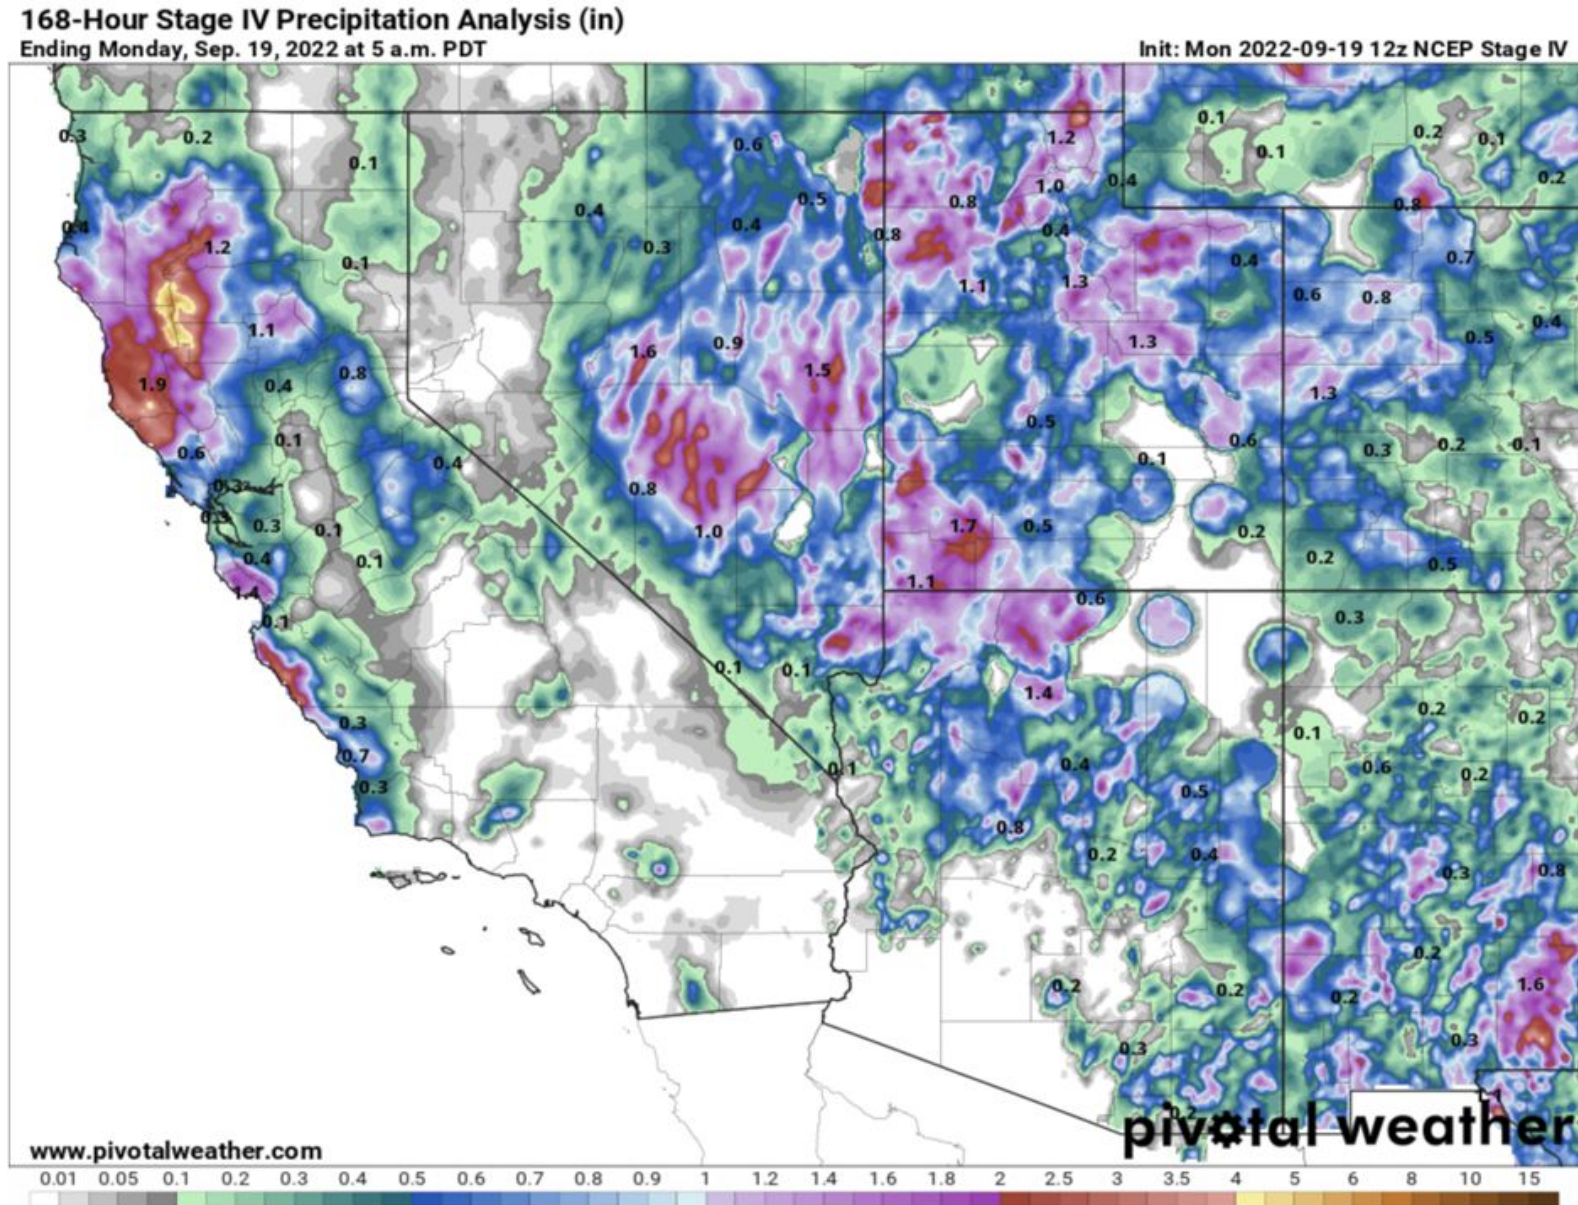 168-Hour Stage IV Precipitation Analysis (in)
Ending Monday, Sep. 19, 2022 at 5 a.m. PDT
Init: Mon 2022-09-19 12z NCEP Stage IV
0.1
0.2 0.1
0.3 0.2 0.6 1.2
0.1 0.1
0.4 0.2
1.0
0.5 0.8 0.8
0.4 0.4
0.4 0.8 0.4
1.2 0.3 0.7
0.1 0.4
1.1 1.3 0.6 0.8
1.1 0.4
0.9 1.3 0.5
1.6
0.8 1.5
1.9 0.4 1.3
0.5
0.1 0.6 0.2 0.1
0.6 0.3
0.4 0.1
0.3 0.8
0.3 0.3 0.1 1.0 1.7 0.5 0.2
0.4 0.1 0.2 0.5
1.4 1.1 0.6
0.1 0.3
0.1 0.1
1.4
0.3 0.2 0.2
0.7 0.1
0.1 0.4 0.6 0.2
0.3 0.5
0.8
0.2 0.4
0.3 0.8
0.2
0.2 0.2 0.2 1.6
0.3 0.3
0.2
pivotal weather
www.pivotalweather.com
0.01 0.05 0.1 0.2 0.3 0.4 0.5 0.6 0.7 0.8 0.9 1 1.2 1.4 1.6 1.8 2 2.5 3 3.5 4 5 6 8 10 15